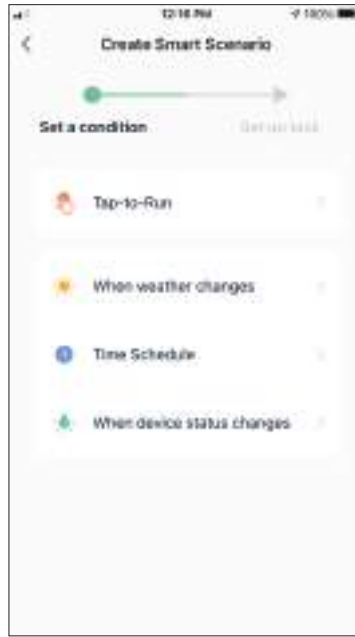 12:16 PM 100%
Create Smart Scenario
Set a condition
Tap-to-Run
When weather changes
Time Schedule
When device status changes